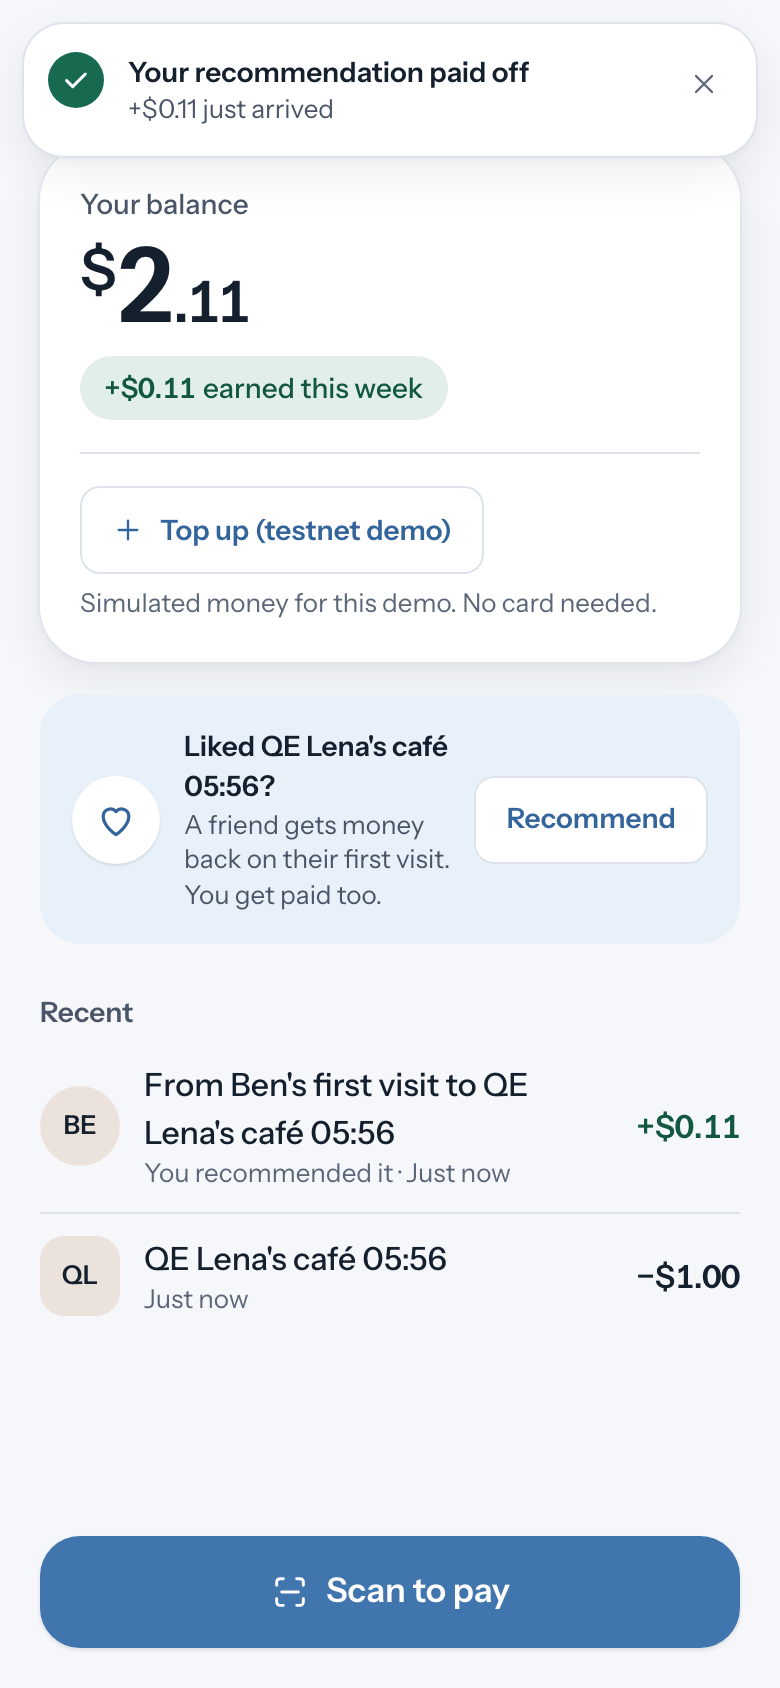 Your recommendation paid off
+$0.11 just arrived
Your balance
$2.11
+$0.11 earned this week
Top up (testnet demo)
Simulated money for this demo. No card needed.
Liked QE Lena's café
05:56?
A friend gets money
back on their first visit.
You get paid too.
Recommend
Recent
BE
From Ben's first visit to QE
Lena's café 05:56
You recommended it · Just now
+$0.11
QL
QE Lena's café 05:56
Just now
−$1.00
Scan to pay